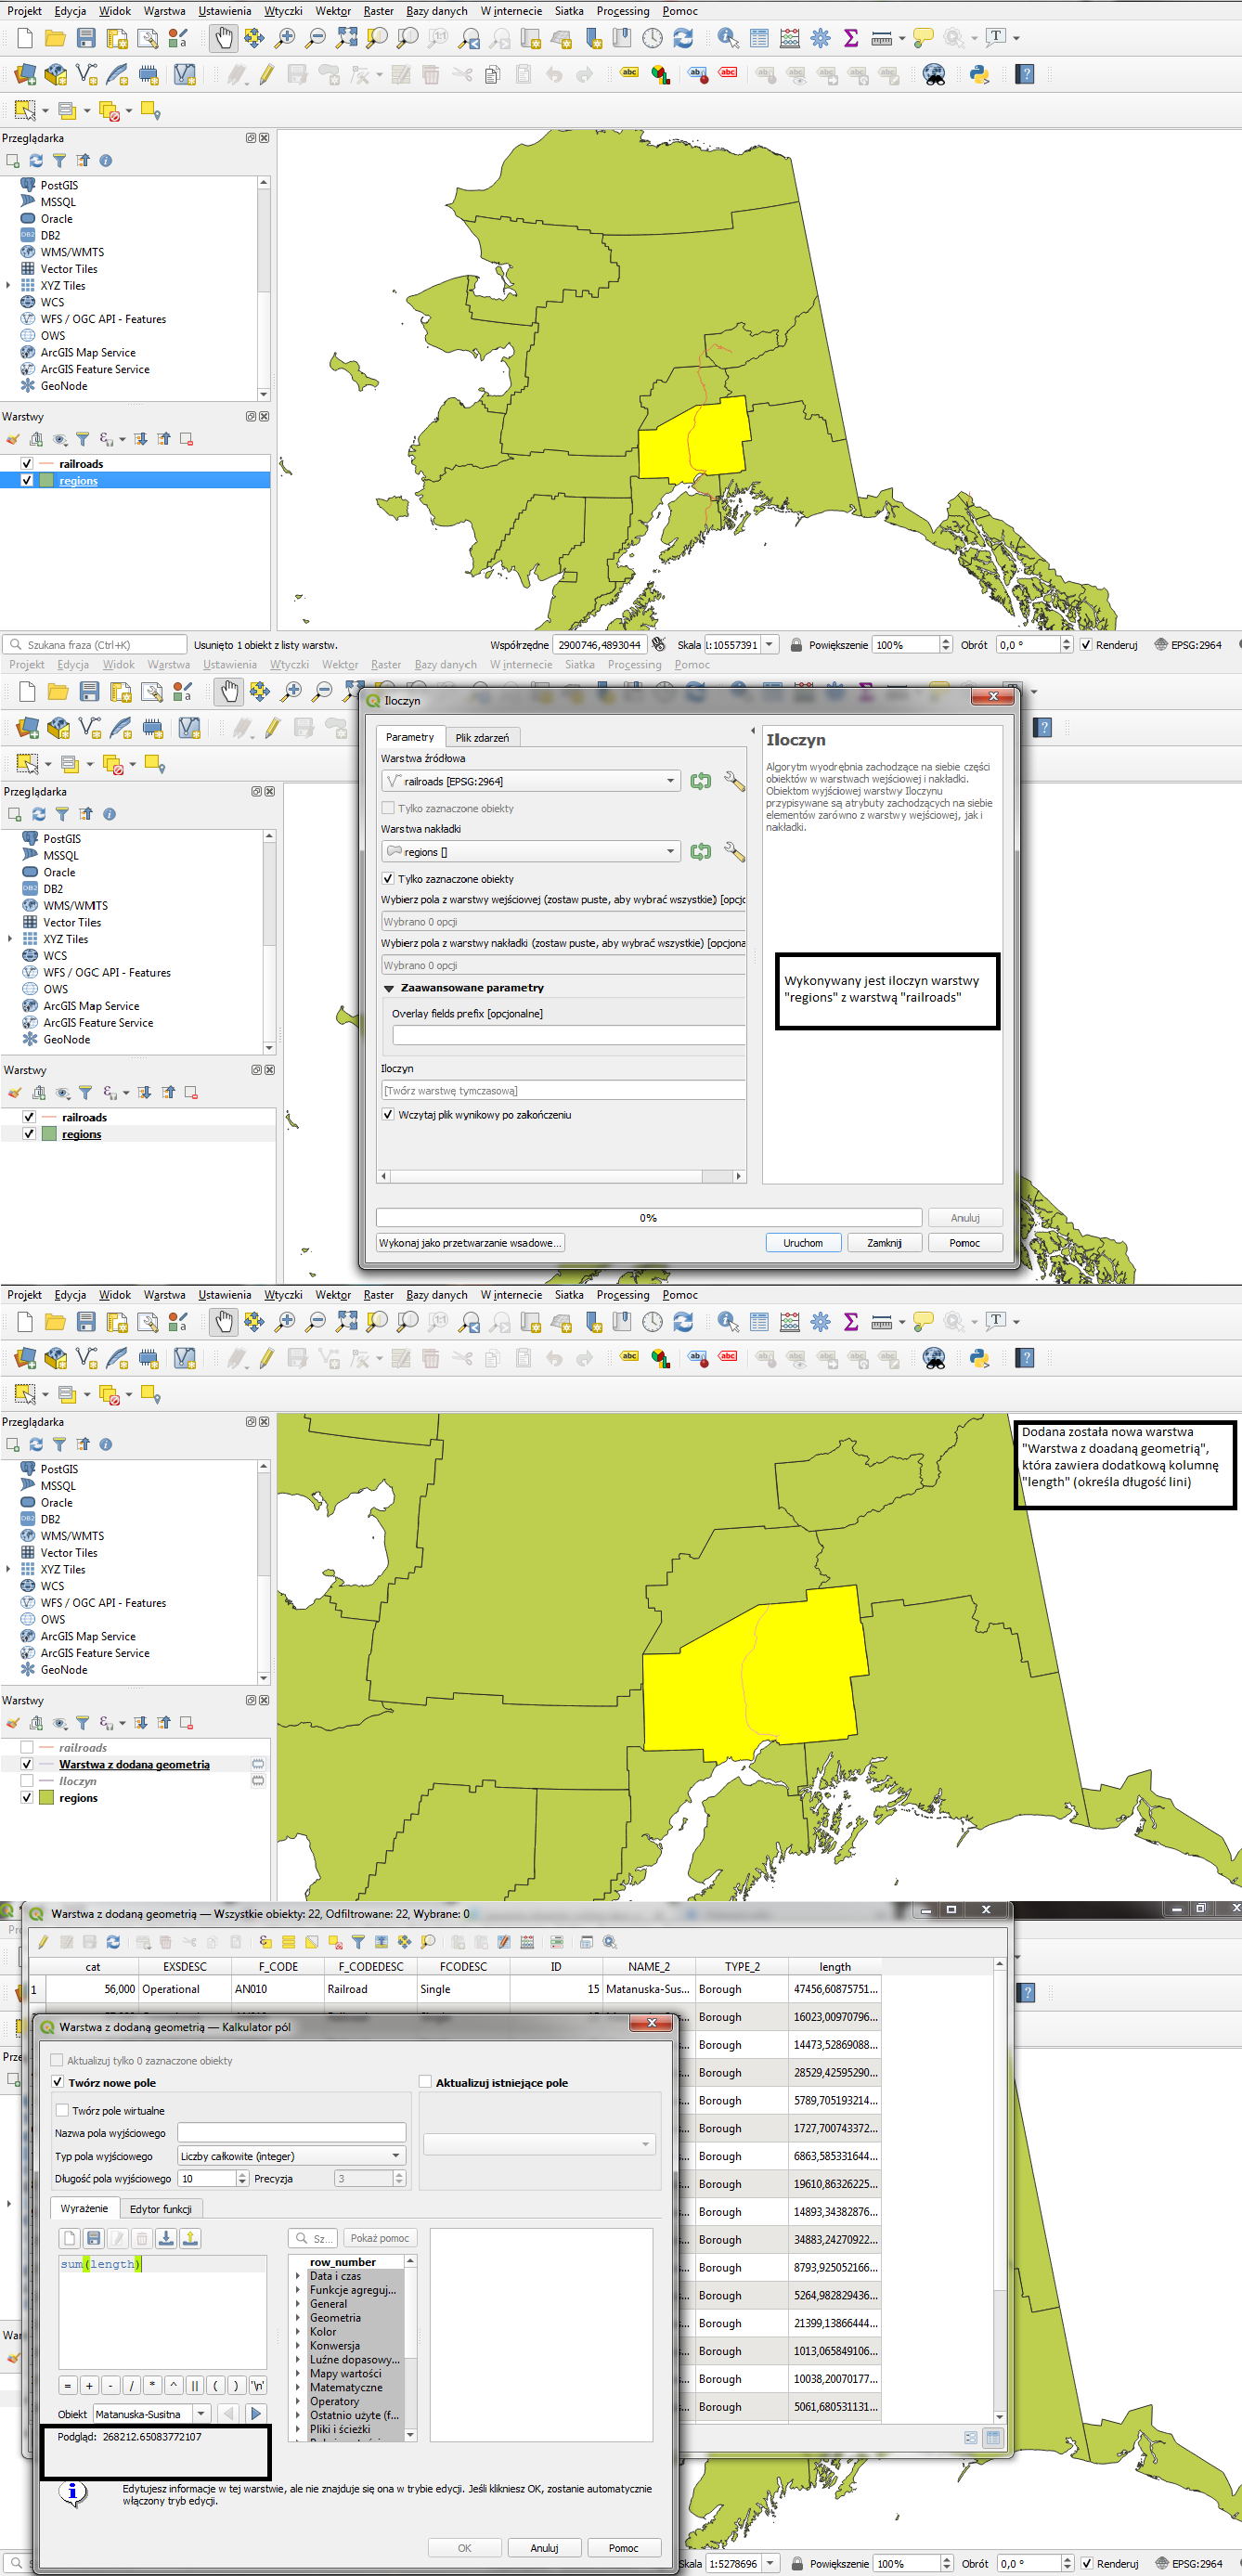 Projekt Edycja Widok Warstwa Ustawienia Wtyczki Wektor Raster Bazy danych W internecie Siatka Processing Pomoc
Przeglądarka
PostGIS
MSSQL
Oracle
DB2
WMS/WMTS
Vector Tiles
XYZ Tiles
WCS
WFS / OGC API - Features
OWS
ArcGIS Map Service
ArcGIS Feature Service
GeoNode
Warstwy
railroads
regions
Szukana fraza (Ctrl+K) Usunięto 1 obiekt z listy warstw. Współrzędne 2900746,4893044 Skala 1:10557391 Powiększenie 100% Obrót 0,0 ° Renderuj EPSG:2964
Projekt Edycja Widok Warstwa Ustawienia Wtyczki Wektor Raster Bazy danych W internecie Siatka Processing Pomoc
Iloczyn
Parametry Plik zdarzeń
Warstwa źródłowa
railroads [EPSG:2964]
Tylko zaznaczone obiekty
Warstwa nakładki
regions []
Tylko zaznaczone obiekty
Wybierz pola z warstwy wejściowej (zostaw puste, aby wybrać wszystkie) [opcjo
Wybrano 0 opcji
Wybierz pola z warstwy nakładki (zostaw puste, aby wybrać wszystkie) [opcjona
Wybrano 0 opcji
Zaawansowane parametry
Overlay fields prefix [opcjonalne]
Iloczyn
[Twórz warstwę tymczasową]
Wczytaj plik wynikowy po zakończeniu
Iloczyn
Algorytm wyodrębnia zachodzące na siebie części
obiektów w warstwach wejściowej i nakładki.
Obiektom wyjściowej warstwy Iloczynu
przypisywane są atrybuty zachodzących na siebie
elementów zarówno z warstwy wejściowej, jak i
nakładki.
Wykonywany jest iloczyn warstwy
"regions" z warstwą "railroads"
0% Anuluj
Wykonaj jako przetwarzanie wsadowe... Uruchom Zamknij Pomoc
Przeglądarka
PostGIS
MSSQL
Oracle
DB2
WMS/WMTS
Vector Tiles
XYZ Tiles
WCS
WFS / OGC API - Features
OWS
ArcGIS Map Service
ArcGIS Feature Service
GeoNode
Warstwy
railroads
regions
Projekt Edycja Widok Warstwa Ustawienia Wtyczki Wektor Raster Bazy danych W internecie Siatka Processing Pomoc
Przeglądarka
PostGIS
MSSQL
Oracle
DB2
WMS/WMTS
Vector Tiles
XYZ Tiles
WCS
WFS / OGC API - Features
OWS
ArcGIS Map Service
ArcGIS Feature Service
GeoNode
Warstwy
railroads
Warstwa z dodaną geometrią
Iloczyn
regions
Dodana została nowa warstwa
"Warstwa z doadaną geometrią",
która zawiera dodatkową kolumnę
"length" (określa długość lini)
Warstwa z dodaną geometrią — Wszystkie obiekty: 22, Odfiltrowane: 22, Wybrane: 0
cat EXSDESC F_CODE F_CODEDESC FCODESC ID NAME_2 TYPE_2 length
1 56,000 Operational AN010 Railroad Single 15 Matanuska-Sus... Borough 47456,60875751...
s... Borough 16023,00970796...
s... Borough 14473,52869088...
s... Borough 28529,42595290...
s... Borough 5789,705193214...
s... Borough 1727,700743372...
s... Borough 6863,585331644...
s... Borough 19610,86326225...
s... Borough 14893,34382876...
s... Borough 34883,24270922...
s... Borough 8793,925052166...
s... Borough 5264,982829436...
s... Borough 21399,13866444...
s... Borough 1013,065849106...
s... Borough 10038,20070177...
s... Borough 5061,680531131...
Warstwa z dodaną geometrią — Kalkulator pól
Aktualizuj tylko 0 zaznaczone obiekty
Twórz nowe pole Aktualizuj istniejące pole
Twórz pole wirtualne
Nazwa pola wyjściowego
Typ pola wyjściowego Liczby całkowite (integer)
Długość pola wyjściowego 10 Precyzja 3
Wyrażenie Edytor funkcji
Sz... Pokaż pomoc
sum(length)
row_number
Data i czas
Funkcje agreguj...
General
Geometria
Kolor
Konwersja
Luźne dopasowy...
Mapy wartości
Matematyczne
Operatory
Ostatnio użyte (f...
Pliki i ścieżki
= + - / * ^ || ( ) '\n'
Obiekt Matanuska-Susitna
Podgląd: 268212.65083772107
Edytujesz informacje w tej warstwie, ale nie znajduje się ona w trybie edycji. Jeśli klikniesz OK, zostanie automatycznie
włączony tryb edycji.
OK Anuluj Pomoc
Skala 1:5278696 Powiększenie 100% Obrót 0,0 ° Renderuj EPSG:2964